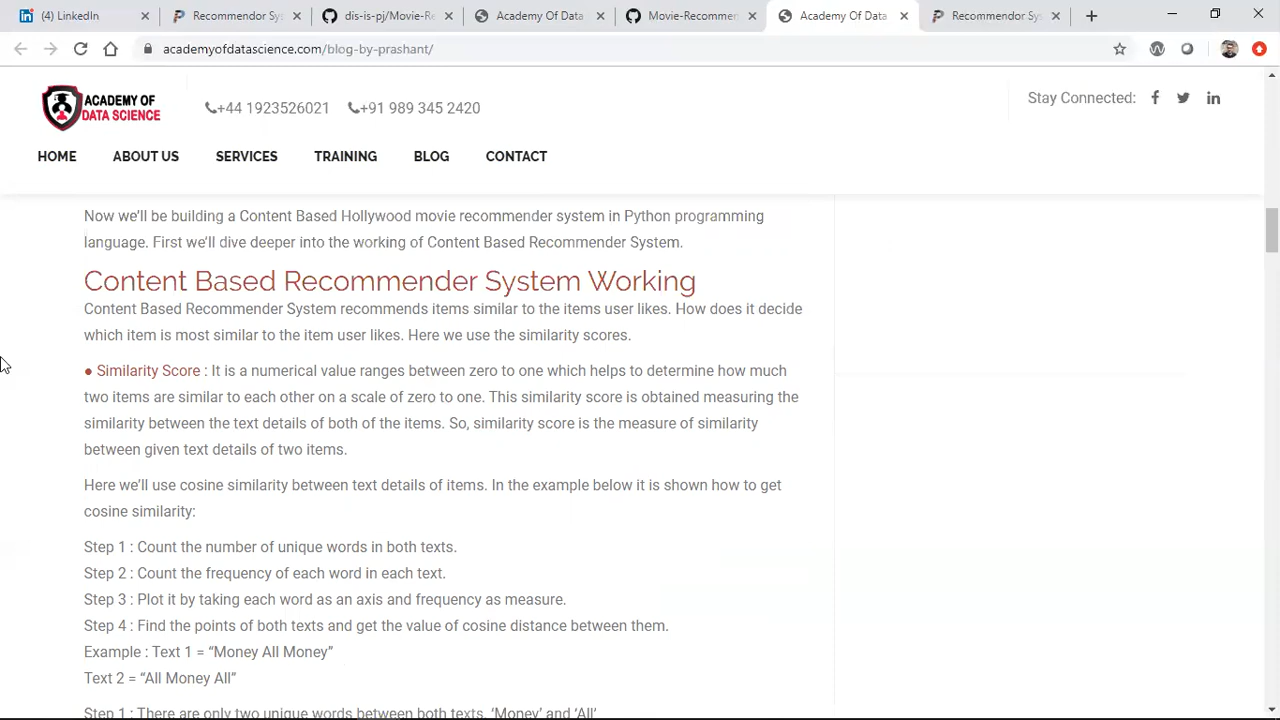 (4) LinkedIn
Recommendor Sy
dis-is-pj/Movie-Re
Academy Of Data
Movie-Recommen
Academy Of Data
Recommendor Sy
academyofdatascience.com/blog-by-prashant/
ACADEMY OF
DATA SCIENCE
+44 1923526021 +91 989 345 2420
Stay Connected:
HOME ABOUT US SERVICES TRAINING BLOG CONTACT
Now we'll be building a Content Based Hollywood movie recommender system in Python programming
language. First we'll dive deeper into the working of Content Based Recommender System.
Content Based Recommender System Working
Content Based Recommender System recommends items similar to the items user likes. How does it decide
which item is most similar to the item user likes. Here we use the similarity scores.
● Similarity Score : It is a numerical value ranges between zero to one which helps to determine how much
two items are similar to each other on a scale of zero to one. This similarity score is obtained measuring the
similarity between the text details of both of the items. So, similarity score is the measure of similarity
between given text details of two items.
Here we'll use cosine similarity between text details of items. In the example below it is shown how to get
cosine similarity:
Step 1 : Count the number of unique words in both texts.
Step 2 : Count the frequency of each word in each text.
Step 3 : Plot it by taking each word as an axis and frequency as measure.
Step 4 : Find the points of both texts and get the value of cosine distance between them.
Example : Text 1 = “Money All Money”
Text 2 = “All Money All”
Step 1 : There are only two unique words between both texts. ‘Money’ and ‘All’